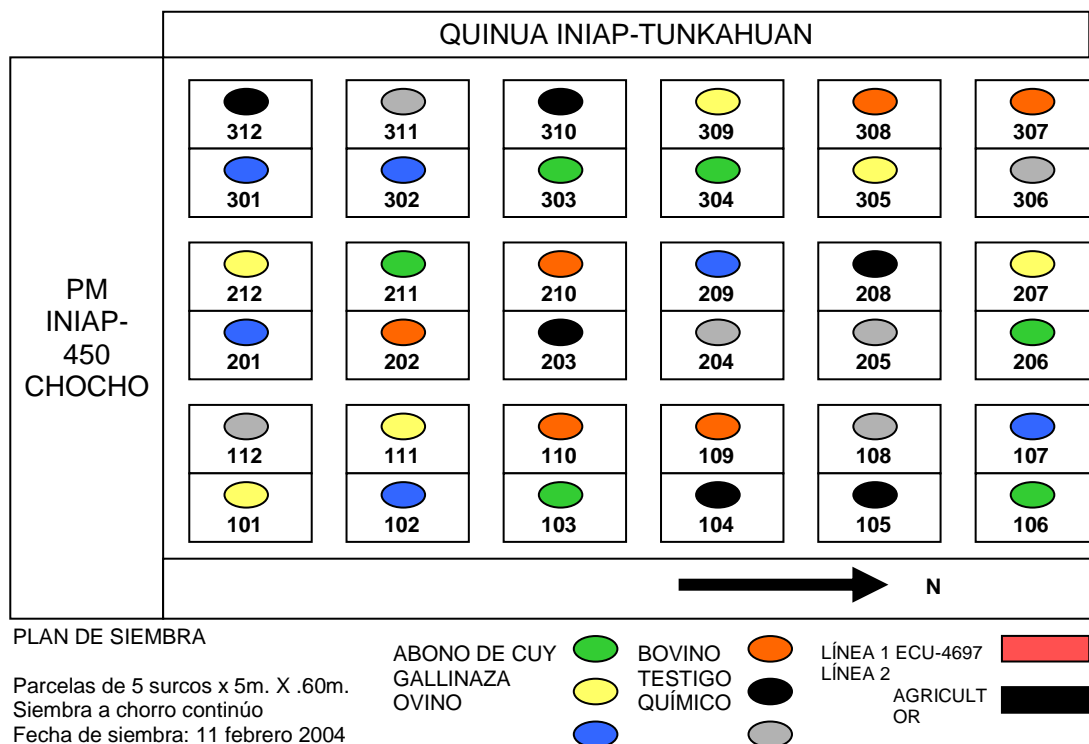 QUINUA INIAP-TUNKAHUAN
PM
INIAP-
450
CHOCHO
312 311 310 309 308 307
301 302 303 304 305 306
212 211 210 209 208 207
201 202 203 204 205 206
112 111 110 109 108 107
101 102 103 104 105 106
N
PLAN DE SIEMBRA
Parcelas de 5 surcos x 5m. X .60m.
Siembra a chorro continúo
Fecha de siembra: 11 febrero 2004
ABONO DE CUY
GALLINAZA
OVINO
BOVINO
TESTIGO
QUÍMICO
LÍNEA 1 ECU-4697
LÍNEA 2
AGRICULT
OR